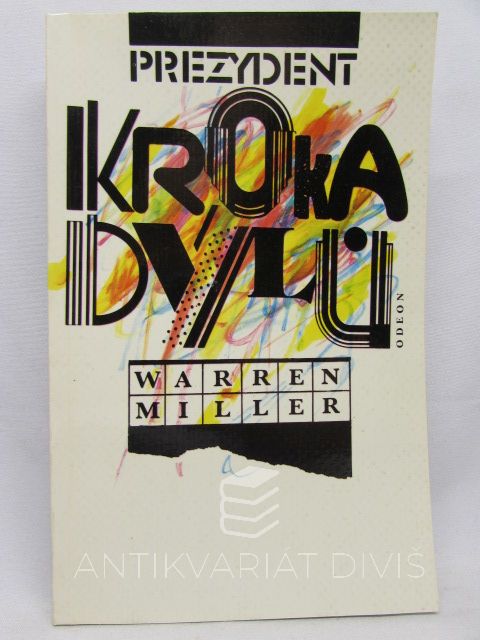 PREZYDENT
KROKA
DÝLŮ
ODEON
WARREN
MILLER
ANTIKVARIÁT DIVIŠ